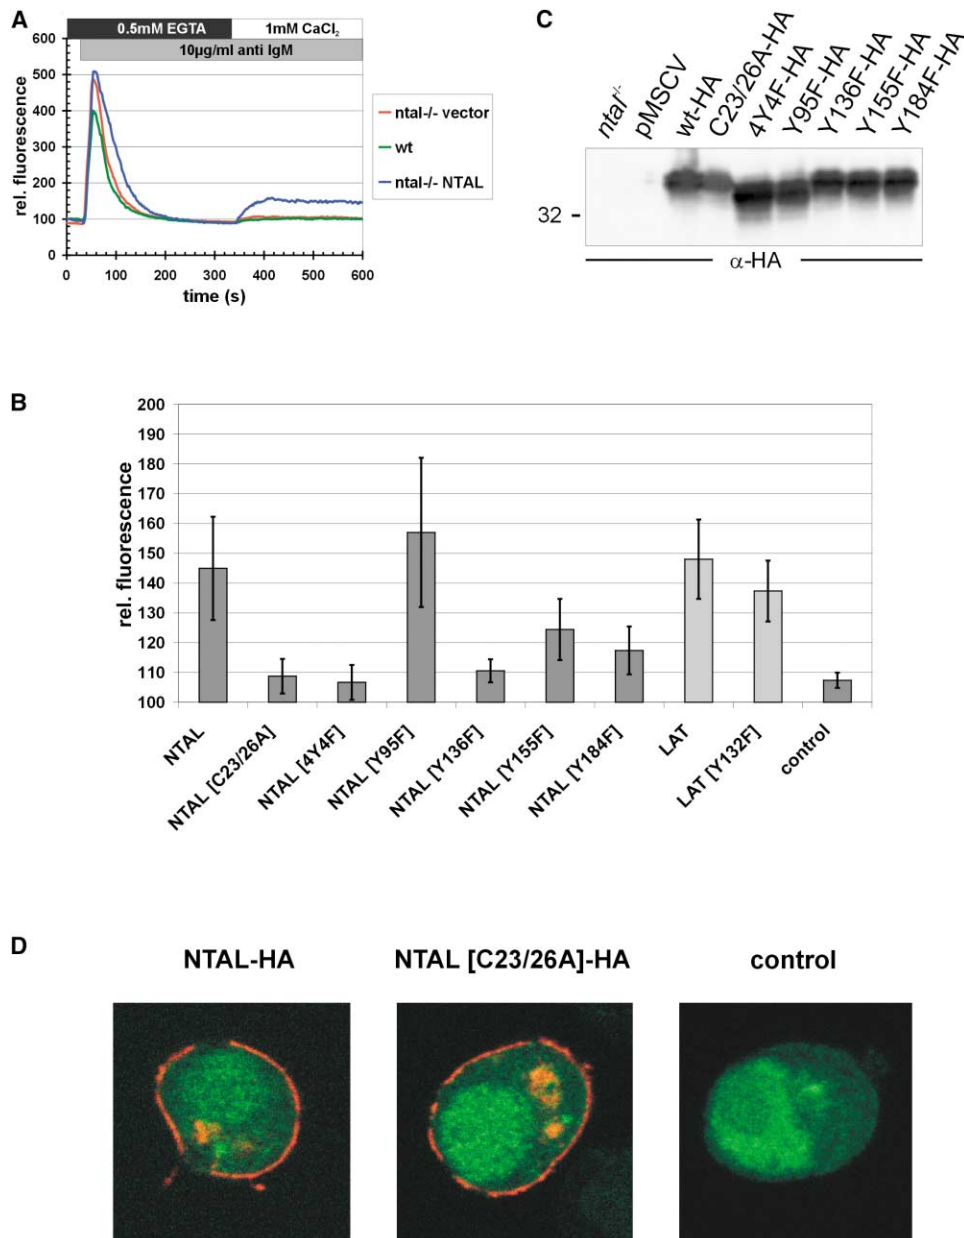 A
0.5mM EGTA
1mM CaCl₂
10µg/ml anti IgM
600
500
400
300
200
100
0
rel. fluorescence
0
100
200
300
400
500
600
time (s)
ntal-/- vector
wt
ntal-/- NTAL
C
ntal-/-
pMSCV
wt-HA
C23/26A-HA
4Y4F-HA
Y95F-HA
Y136F-HA
Y155F-HA
Y184F-HA
32
α-HA
B
200
190
180
170
160
150
140
130
120
110
100
rel. fluorescence
NTAL
NTAL [C23/26A]
NTAL [4Y4F]
NTAL [Y95F]
NTAL [Y136F]
NTAL [Y155F]
NTAL [Y184F]
LAT
LAT [Y132F]
control
D
NTAL-HA
NTAL [C23/26A]-HA
control